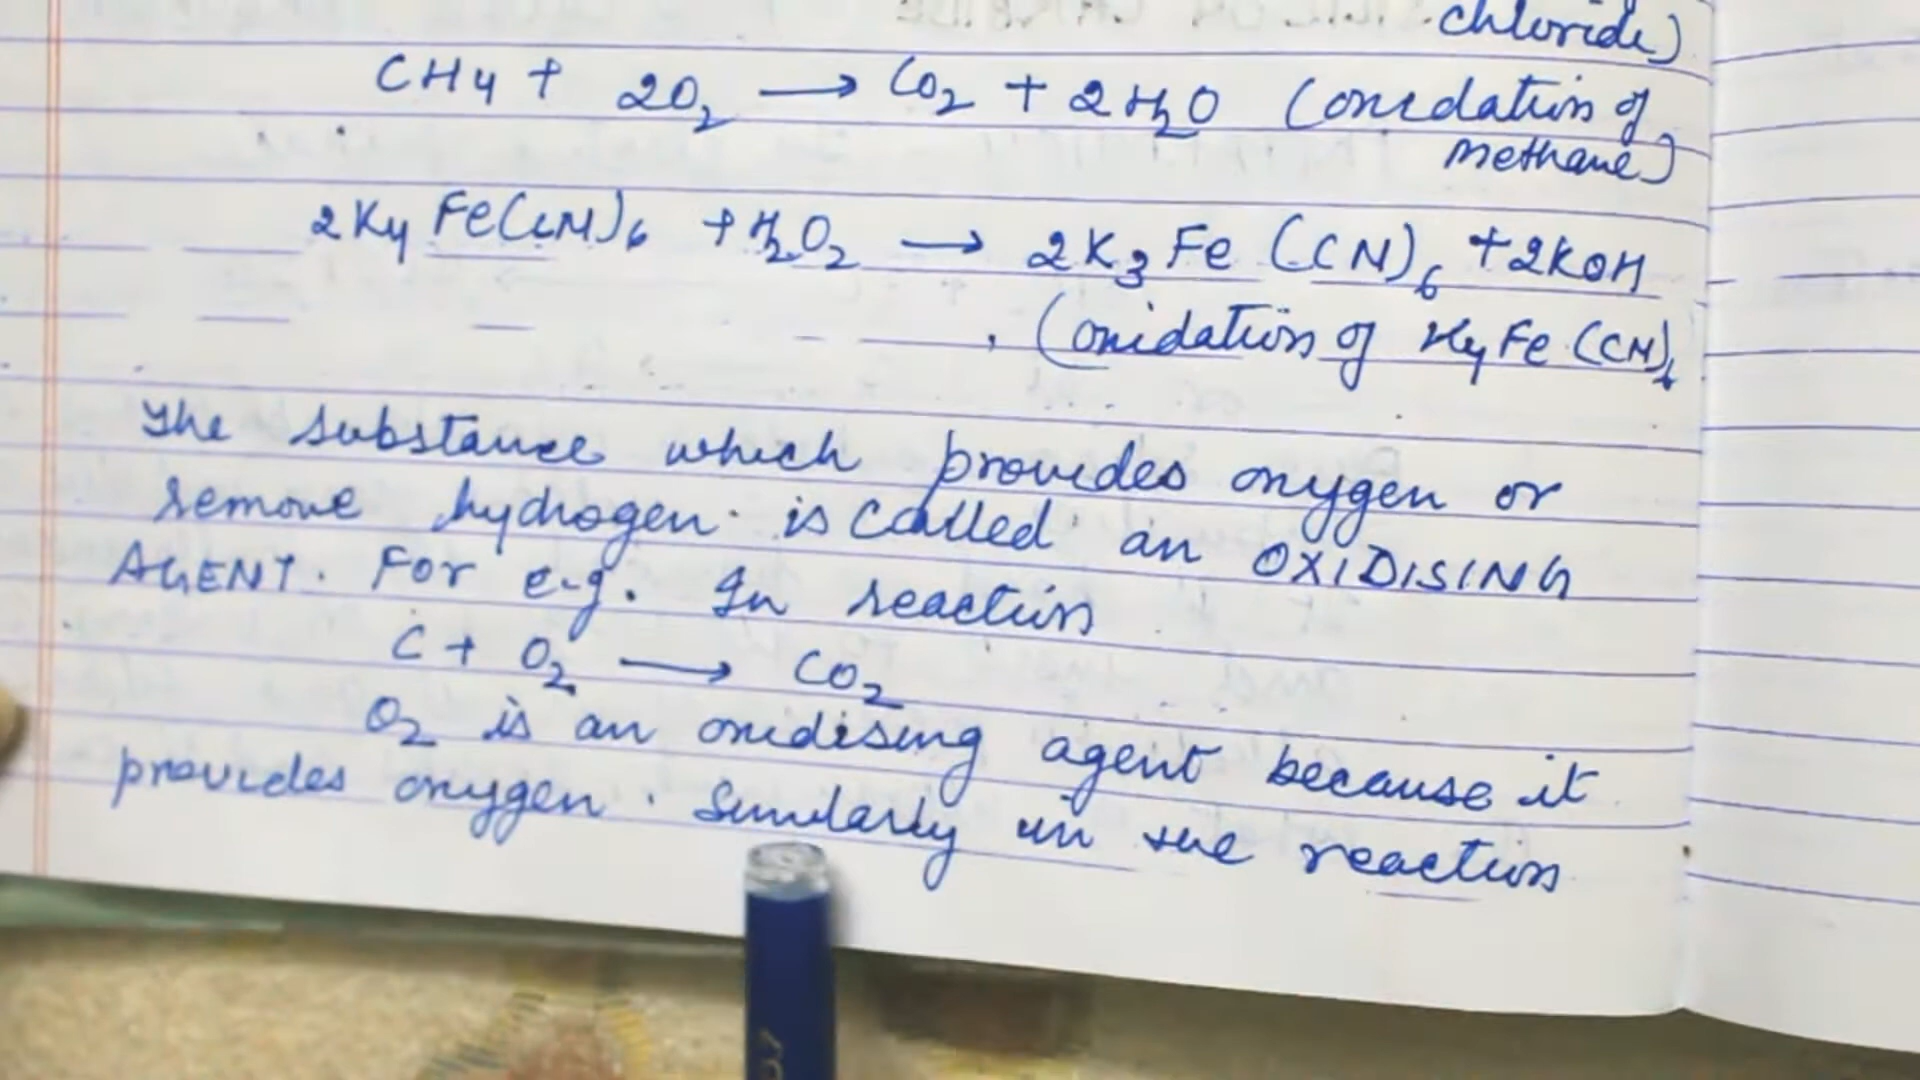 chloride)
CH4 + 2O2 → CO2 + 2H2O (oxidation of
methane)
2K4 Fe(CN)6 + H2O2 → 2K3 Fe (CN)6 + 2KOH
(oxidation of K4 Fe (CN)6
The substance which provides oxygen or
remove hydrogen is called an OXIDISING
AGENT. For e.g. In reaction
C + O2 → CO2
O2 is an oxidising agent because it
provides oxygen. Similarly in the reaction